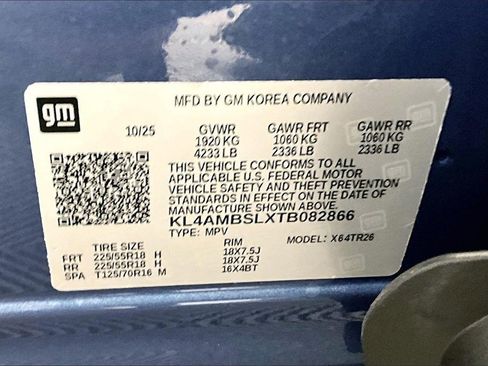 gm
MFD BY GM KOREA COMPANY
10/25 GVWR GAWR FRT GAWR RR
1920 KG 1060 KG 1060 KG
4233 LB 2336 LB 2336 LB
THIS VEHICLE CONFORMS TO ALL
APPLICABLE U.S. FEDERAL MOTOR
VEHICLE SAFETY AND THEFT PREVENTION
STANDARDS IN EFFECT ON THE DATE OF
MANUFACTURE SHOWN ABOVE.
KL4AMBSLXTB082866
TYPE: MPV MODEL: X64TR26
TIRE SIZE RIM
FRT 225/55R18 H 18X7.5J
RR 225/55R18 H 18X7.5J
SPA T125/70R16 M 16X4BT